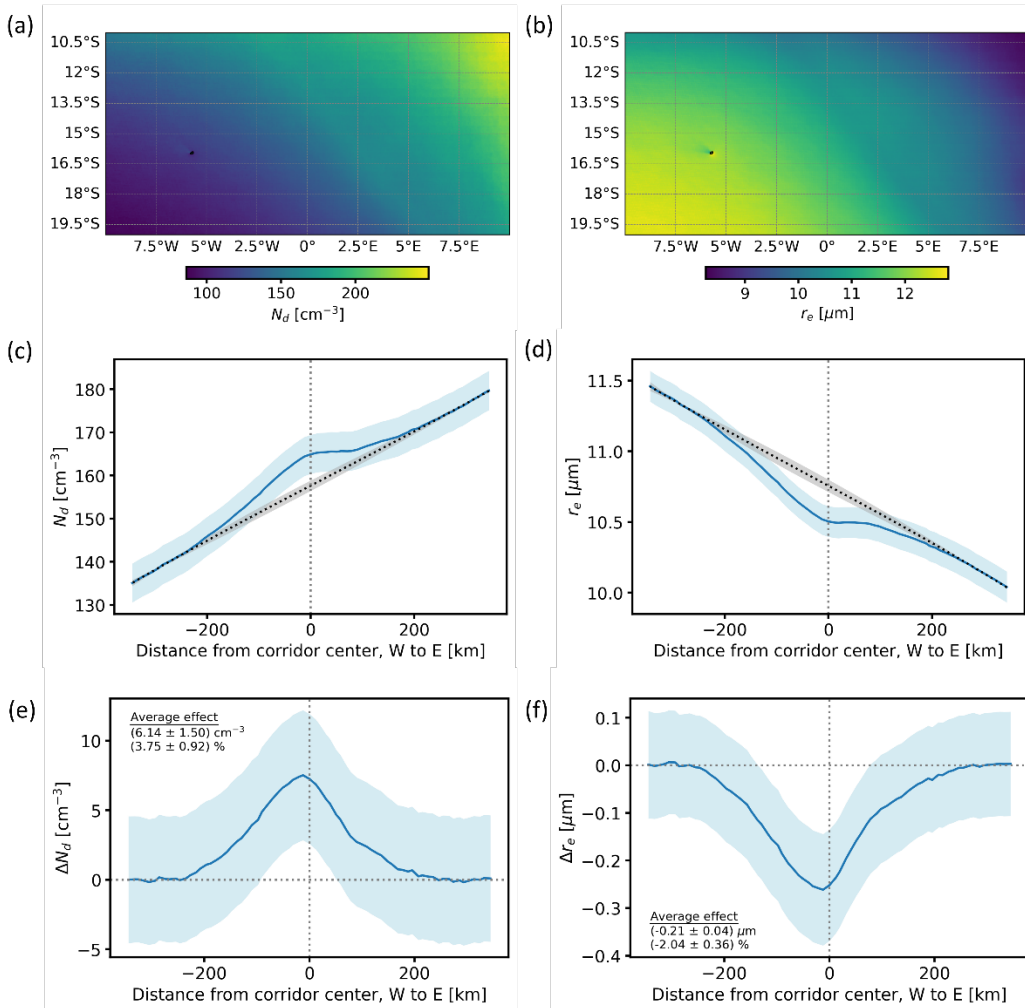 (a)
10.5°S
12°S
13.5°S
15°S
16.5°S
18°S
19.5°S
7.5°W 5°W 2.5°W 0° 2.5°E 5°E 7.5°E
100 150 200
N_d [cm⁻³]
(b)
10.5°S
12°S
13.5°S
15°S
16.5°S
18°S
19.5°S
7.5°W 5°W 2.5°W 0° 2.5°E 5°E 7.5°E
9 10 11 12
r_e [μm]
(c)
N_d [cm⁻³]
180
170
160
150
140
130
−200 0 200
Distance from corridor center, W to E [km]
(d)
r_e [μm]
11.5
11.0
10.5
10.0
−200 0 200
Distance from corridor center, W to E [km]
(e)
ΔN_d [cm⁻³]
10
5
0
−5
Average effect
(6.14 ± 1.50) cm⁻³
(3.75 ± 0.92) %
−200 0 200
Distance from corridor center, W to E [km]
(f)
Δr_e [μm]
0.1
0.0
−0.1
−0.2
−0.3
−0.4
Average effect
(-0.21 ± 0.04) μm
(-2.04 ± 0.36) %
−200 0 200
Distance from corridor center, W to E [km]